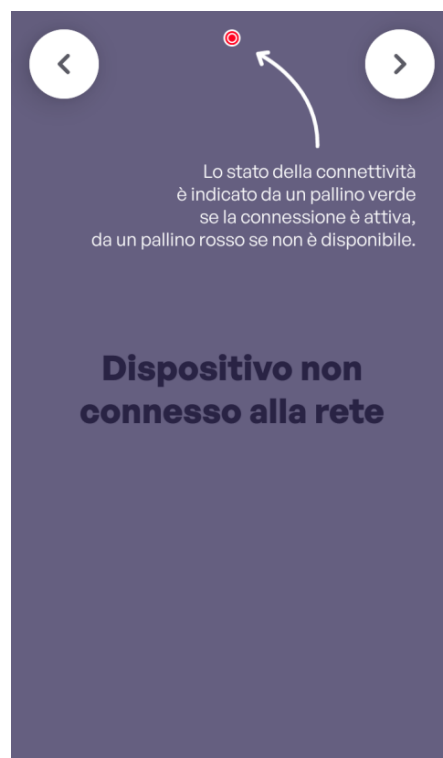 Lo stato della connettività
è indicato da un pallino verde
se la connessione è attiva,
da un pallino rosso se non è disponibile.
Dispositivo non
connesso alla rete